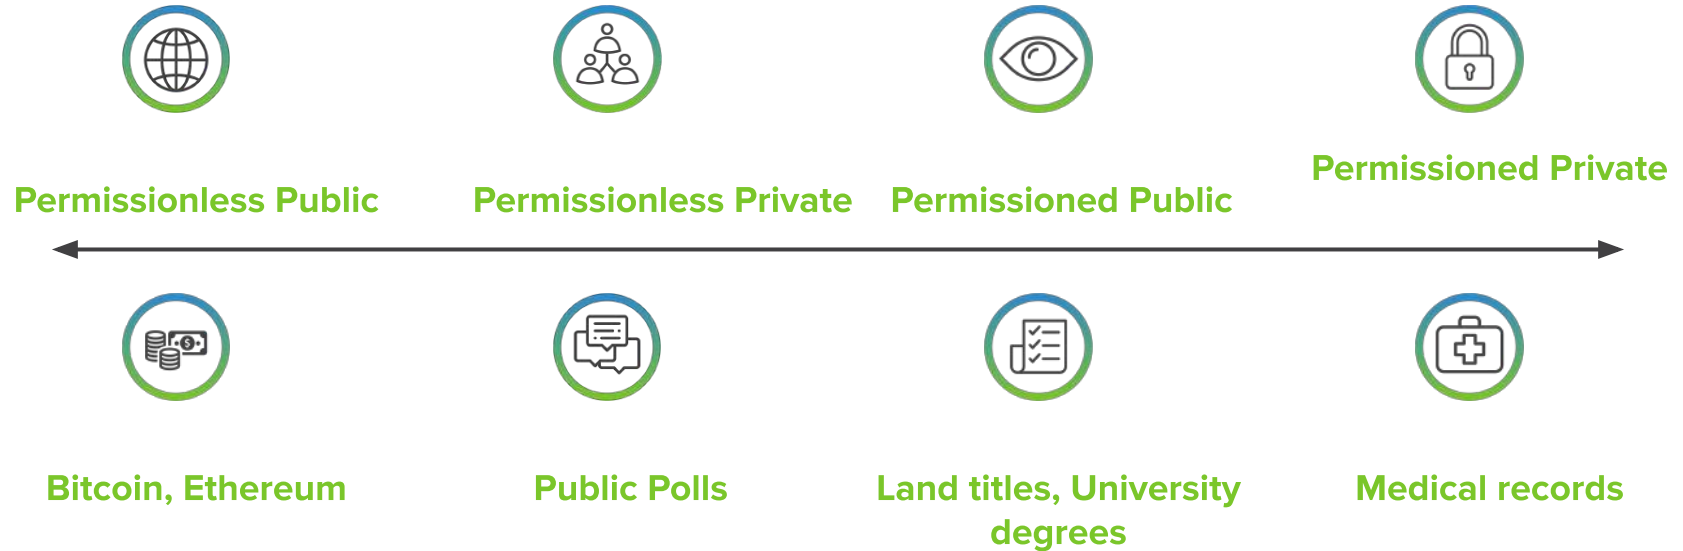 Permissionless Public
Permissionless Private
Permissioned Public
Permissioned Private
Bitcoin, Ethereum
Public Polls
Land titles, University
degrees
Medical records